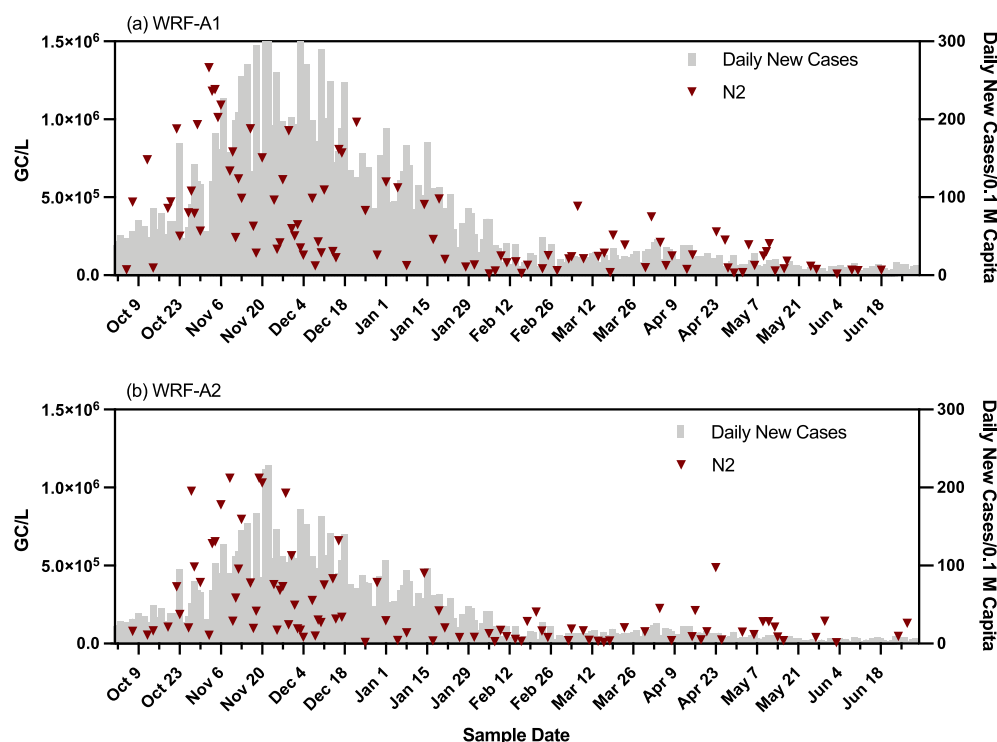 (a) WRF-A1
1.5×10⁶
1.0×10⁶
5.0×10⁵
0.0
GC/L
Daily New Cases
N2
300
200
100
0
Daily New Cases/0.1 M Capita
Oct 9
Oct 23
Nov 6
Nov 20
Dec 4
Dec 18
Jan 1
Jan 15
Jan 29
Feb 12
Feb 26
Mar 12
Mar 26
Apr 9
Apr 23
May 7
May 21
Jun 4
Jun 18
(b) WRF-A2
1.5×10⁶
1.0×10⁶
5.0×10⁵
0.0
GC/L
Daily New Cases
N2
300
200
100
0
Daily New Cases/0.1 M Capita
Oct 9
Oct 23
Nov 6
Nov 20
Dec 4
Dec 18
Jan 1
Jan 15
Jan 29
Feb 12
Feb 26
Mar 12
Mar 26
Apr 9
Apr 23
May 7
May 21
Jun 4
Jun 18
Sample Date